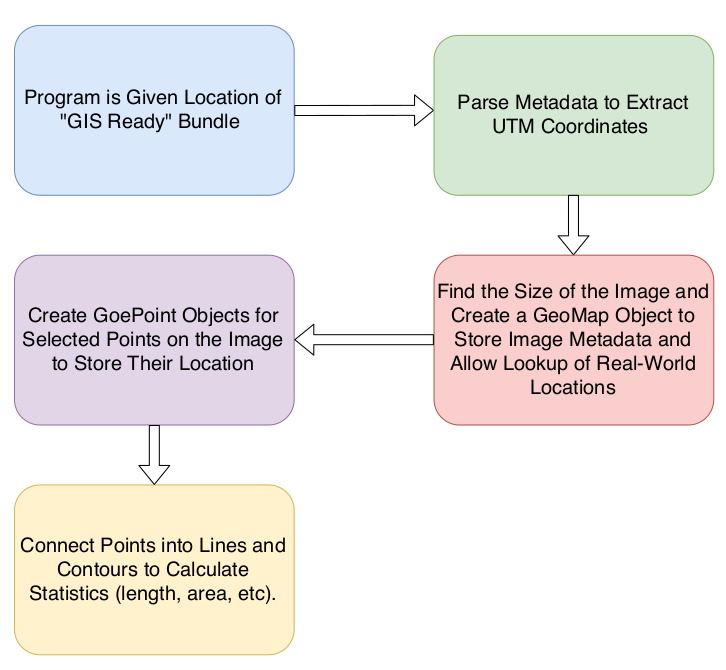 Program is Given Location of
"GIS Ready" Bundle
Parse Metadata to Extract
UTM Coordinates
Find the Size of the Image and
Create a GeoMap Object to
Store Image Metadata and
Allow Lookup of Real-World
Locations
Create GoePoint Objects for
Selected Points on the Image
to Store Their Location
Connect Points into Lines and
Contours to Calculate
Statistics (length, area, etc).